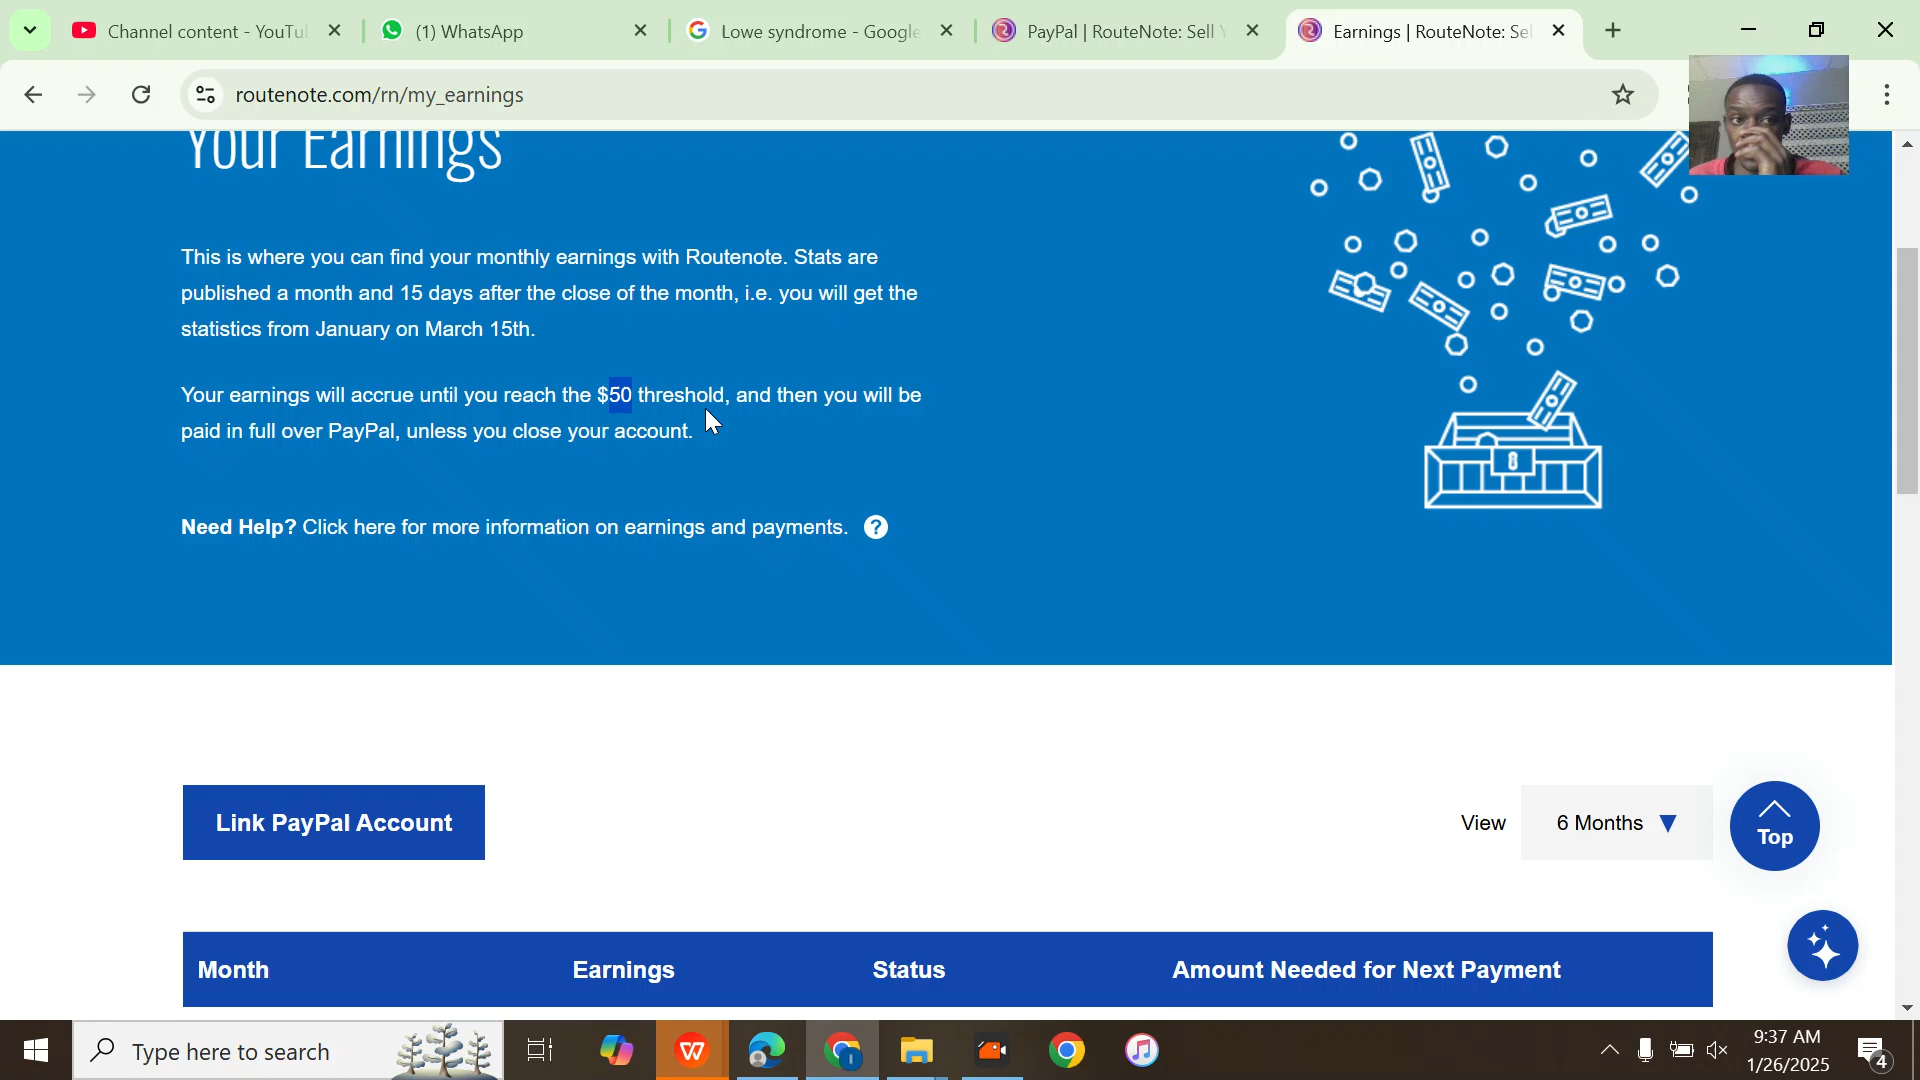 Channel content - YouTu
(1) WhatsApp
Lowe syndrome - Google
PayPal | RouteNote: Sell Y
Earnings | RouteNote: Sel
routenote.com/rn/my_earnings
Your Earnings
This is where you can find your monthly earnings with Routenote. Stats are
published a month and 15 days after the close of the month, i.e. you will get the
statistics from January on March 15th.
Your earnings will accrue until you reach the $50 threshold, and then you will be
paid in full over PayPal, unless you close your account.
Need Help? Click here for more information on earnings and payments. ?
Link PayPal Account
View
6 Months
Top
Month
Earnings
Status
Amount Needed for Next Payment
Type here to search
9:37 AM
1/26/2025
4